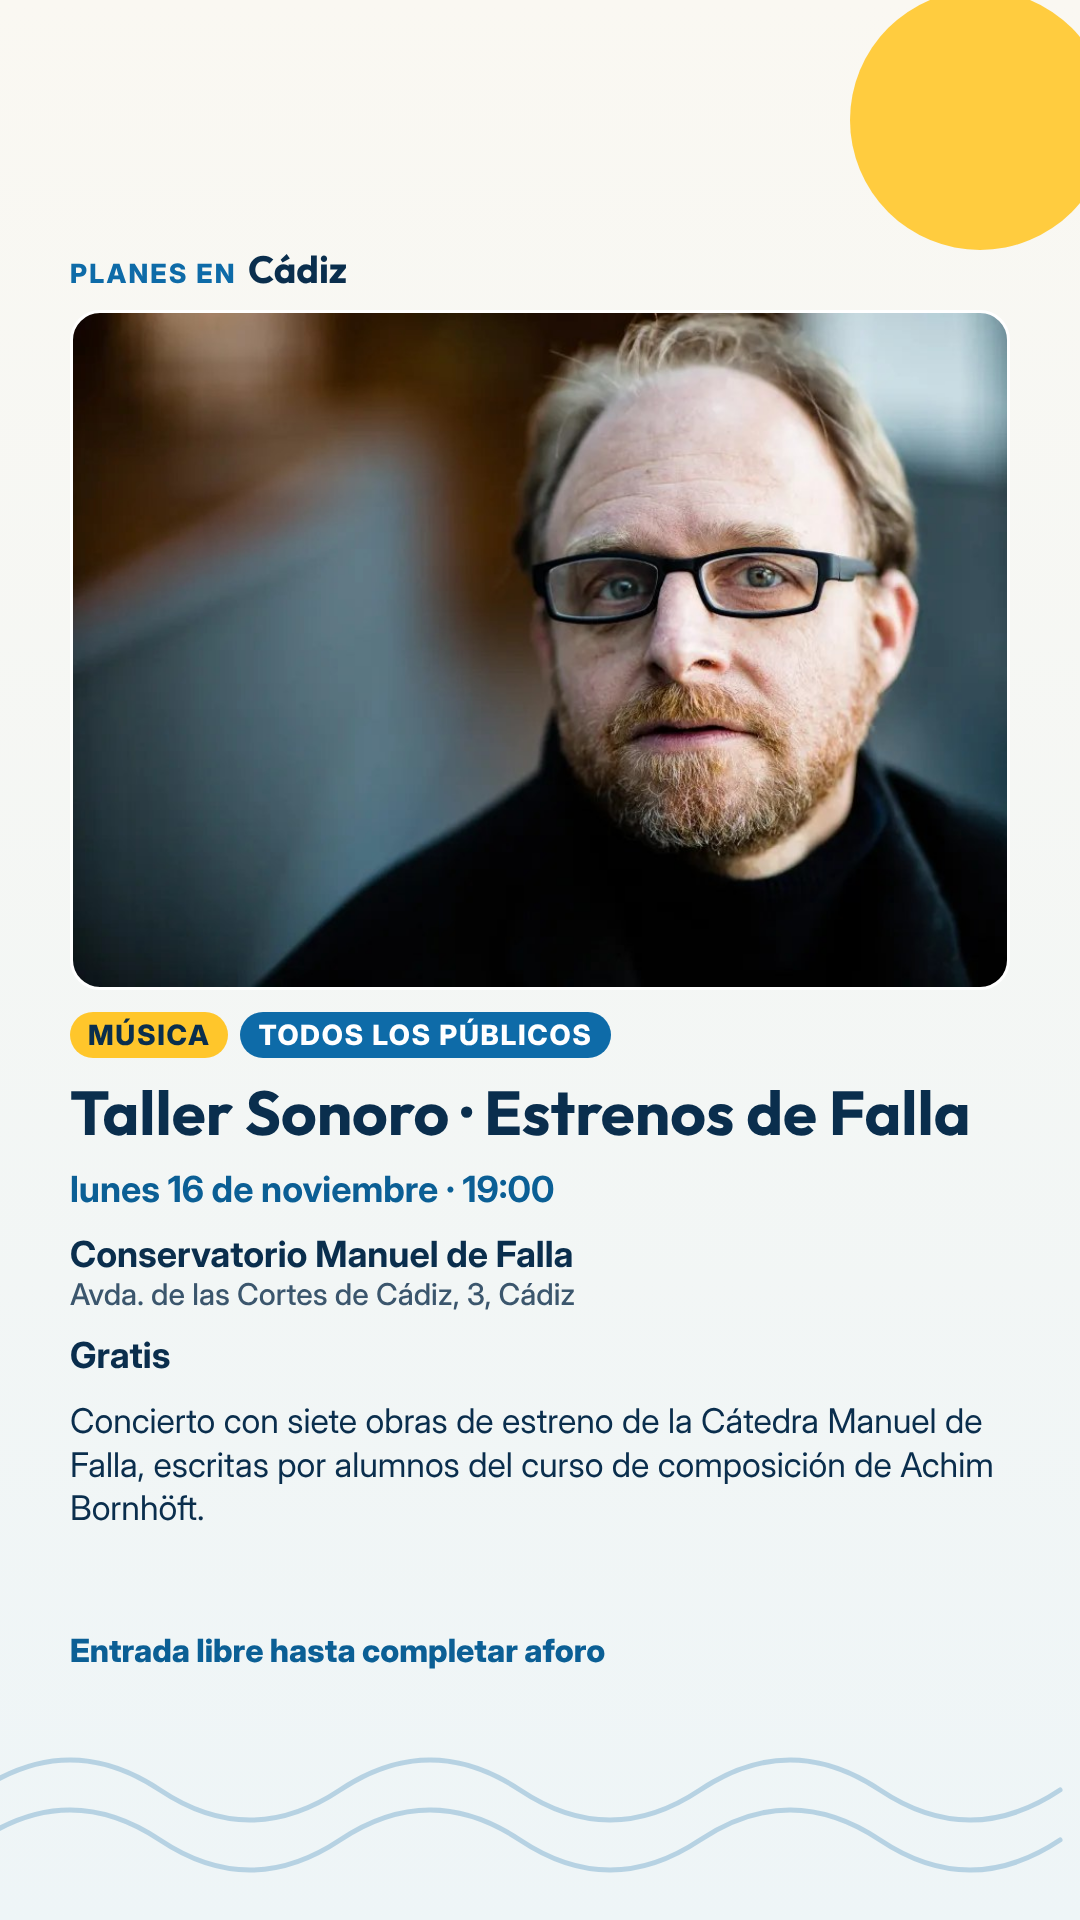 PLANES EN Cádiz
MÚSICA TODOS LOS PÚBLICOS
Taller Sonoro · Estrenos de Falla
lunes 16 de noviembre · 19:00
Conservatorio Manuel de Falla
Avda. de las Cortes de Cádiz, 3, Cádiz
Gratis
Concierto con siete obras de estreno de la Cátedra Manuel de
Falla, escritas por alumnos del curso de composición de Achim
Bornhöft.
Entrada libre hasta completar aforo